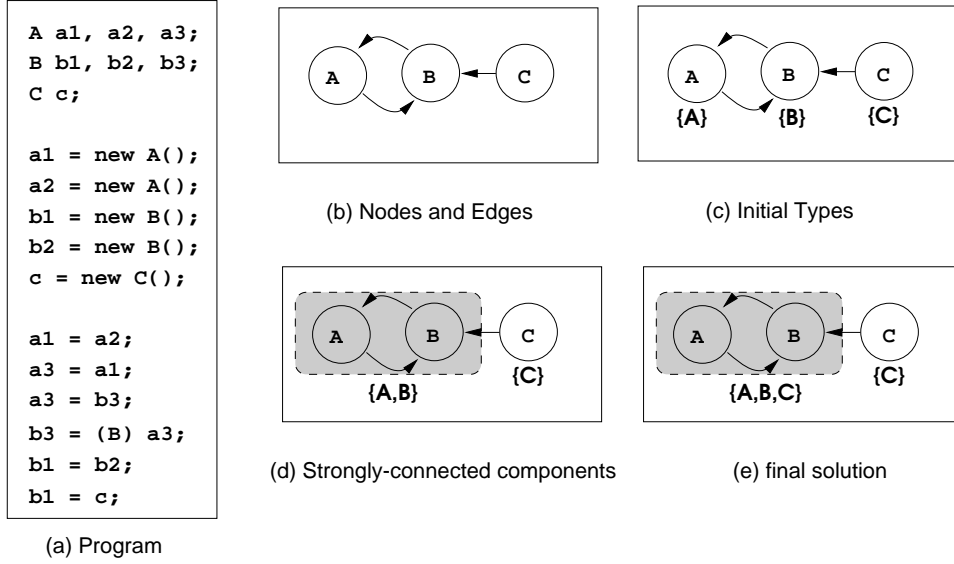 A a1, a2, a3;
B b1, b2, b3;
C c;
a1 = new A();
a2 = new A();
b1 = new B();
b2 = new B();
c = new C();
a1 = a2;
a3 = a1;
a3 = b3;
b3 = (B) a3;
b1 = b2;
b1 = c;
(a) Program
A B C
(b) Nodes and Edges
A B C
{A} {B} {C}
(c) Initial Types
A B C
{A,B} {C}
(d) Strongly-connected components
A B C
{A,B,C} {C}
(e) final solution